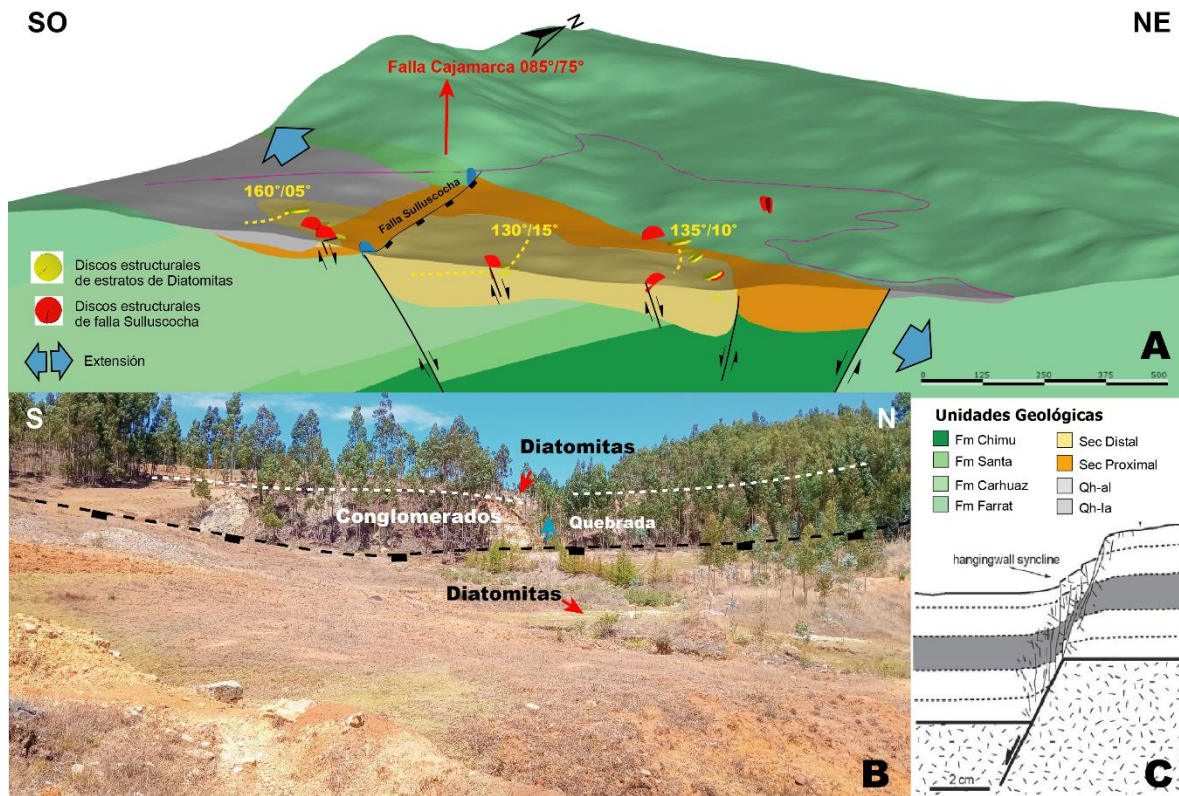 SO
NE
N
Falla Cajamarca 085°/75°
160°/05°
Falla Sulluscocha
130°/15°
135°/10°
Discos estructurales
de estratos de Diatomitas
Discos estructurales
de falla Sulluscocha
Extensión
A
0 125 250 375 500
S
N
Diatomitas
Conglomerados
Quebrada
Diatomitas
B
Unidades Geológicas
Fm Chimu
Fm Santa
Fm Carhuaz
Fm Farrat
Sec Distal
Sec Proximal
Qh-al
Qh-la
hangingwall syncline
2 cm
C